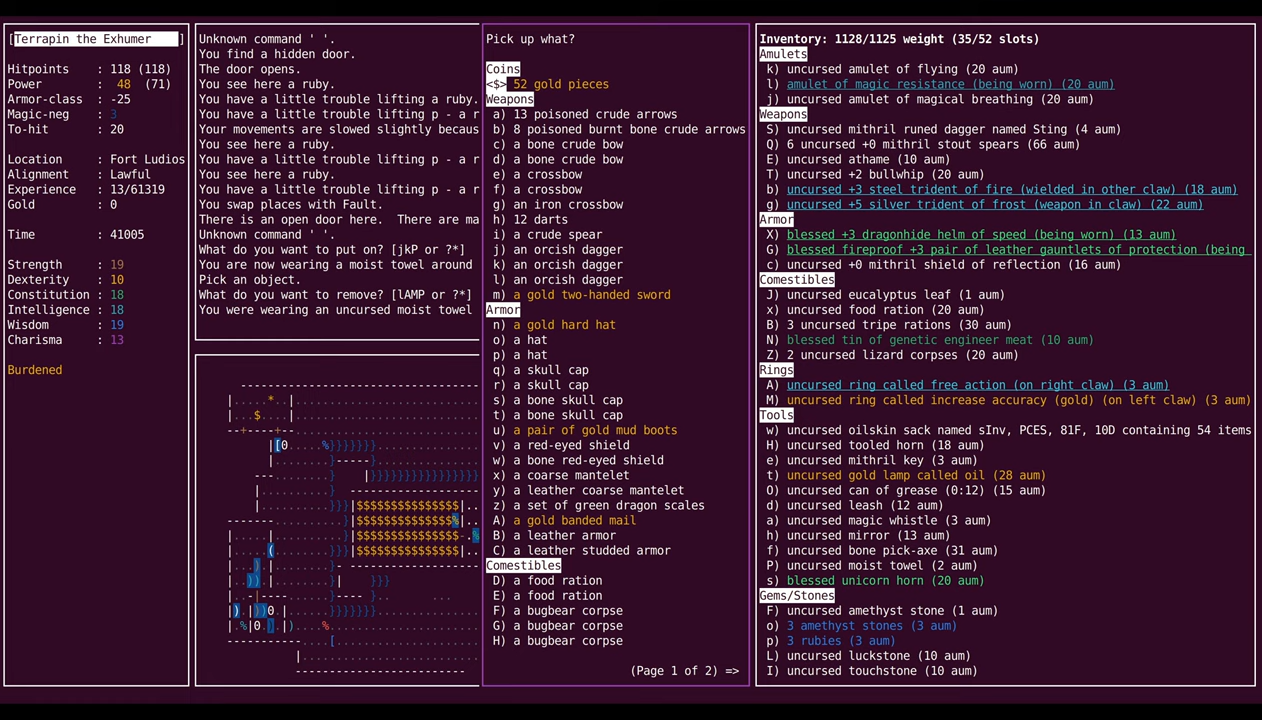 [Terrapin the Exhumer ]
Hitpoints : 118 (118)
Power : 48 (71)
Armor-class : -25
Magic-neg : 3
To-hit : 20
Location : Fort Ludios
Alignment : Lawful
Experience : 13/61319
Gold : 0
Time : 41005
Strength : 19
Dexterity : 10
Constitution : 18
Intelligence : 18
Wisdom : 19
Charisma : 13
Burdened
Unknown command ' '.
You find a hidden door.
The door opens.
You see here a ruby.
You have a little trouble lifting a ruby.
You have a little trouble lifting p - a r
Your movements are slowed slightly becaus
You see here a ruby.
You have a little trouble lifting p - a r
You see here a ruby.
You have a little trouble lifting p - a r
You swap places with Fault.
There is an open door here. There are ma
Unknown command ' '.
What do you want to put on? [jkP or ?*]
You are now wearing a moist towel around
Pick an object.
What do you want to remove? [lAMP or ?*]
You were wearing an uncursed moist towel
Pick up what?
Coins
<$> 52 gold pieces
Weapons
a) 13 poisoned crude arrows
b) 8 poisoned burnt bone crude arrows
c) a bone crude bow
d) a bone crude bow
e) a crossbow
f) a crossbow
g) an iron crossbow
h) 12 darts
i) a crude spear
j) an orcish dagger
k) an orcish dagger
l) an orcish dagger
m) a gold two-handed sword
Armor
n) a gold hard hat
o) a hat
p) a hat
q) a skull cap
r) a skull cap
s) a bone skull cap
t) a bone skull cap
u) a pair of gold mud boots
v) a red-eyed shield
w) a bone red-eyed shield
x) a coarse mantelet
y) a leather coarse mantelet
z) a set of green dragon scales
A) a gold banded mail
B) a leather armor
C) a leather studded armor
Comestibles
D) a food ration
E) a food ration
F) a bugbear corpse
G) a bugbear corpse
H) a bugbear corpse
(Page 1 of 2) =>
Inventory: 1128/1125 weight (35/52 slots)
Amulets
k) uncursed amulet of flying (20 aum)
l) amulet of magic resistance (being worn) (20 aum)
j) uncursed amulet of magical breathing (20 aum)
Weapons
S) uncursed mithril runed dagger named Sting (4 aum)
Q) 6 uncursed +0 mithril stout spears (66 aum)
E) uncursed athame (10 aum)
T) uncursed +2 bullwhip (20 aum)
b) uncursed +3 steel trident of fire (wielded in other claw) (18 aum)
g) uncursed +5 silver trident of frost (weapon in claw) (22 aum)
Armor
X) blessed +3 dragonhide helm of speed (being worn) (13 aum)
G) blessed fireproof +3 pair of leather gauntlets of protection (being
c) uncursed +0 mithril shield of reflection (16 aum)
Comestibles
J) uncursed eucalyptus leaf (1 aum)
x) uncursed food ration (20 aum)
B) 3 uncursed tripe rations (30 aum)
N) blessed tin of genetic engineer meat (10 aum)
Z) 2 uncursed lizard corpses (20 aum)
Rings
A) uncursed ring called free action (on right claw) (3 aum)
M) uncursed ring called increase accuracy (gold) (on left claw) (3 aum)
Tools
w) uncursed oilskin sack named sInv, PCES, 81F, 10D containing 54 items
H) uncursed tooled horn (18 aum)
e) uncursed mithril key (3 aum)
t) uncursed gold lamp called oil (28 aum)
O) uncursed can of grease (0:12) (15 aum)
d) uncursed leash (12 aum)
a) uncursed magic whistle (3 aum)
h) uncursed mirror (13 aum)
f) uncursed bone pick-axe (31 aum)
P) uncursed moist towel (2 aum)
s) blessed unicorn horn (20 aum)
Gems/Stones
F) uncursed amethyst stone (1 aum)
o) 3 amethyst stones (3 aum)
p) 3 rubies (3 aum)
L) uncursed luckstone (10 aum)
I) uncursed touchstone (10 aum)